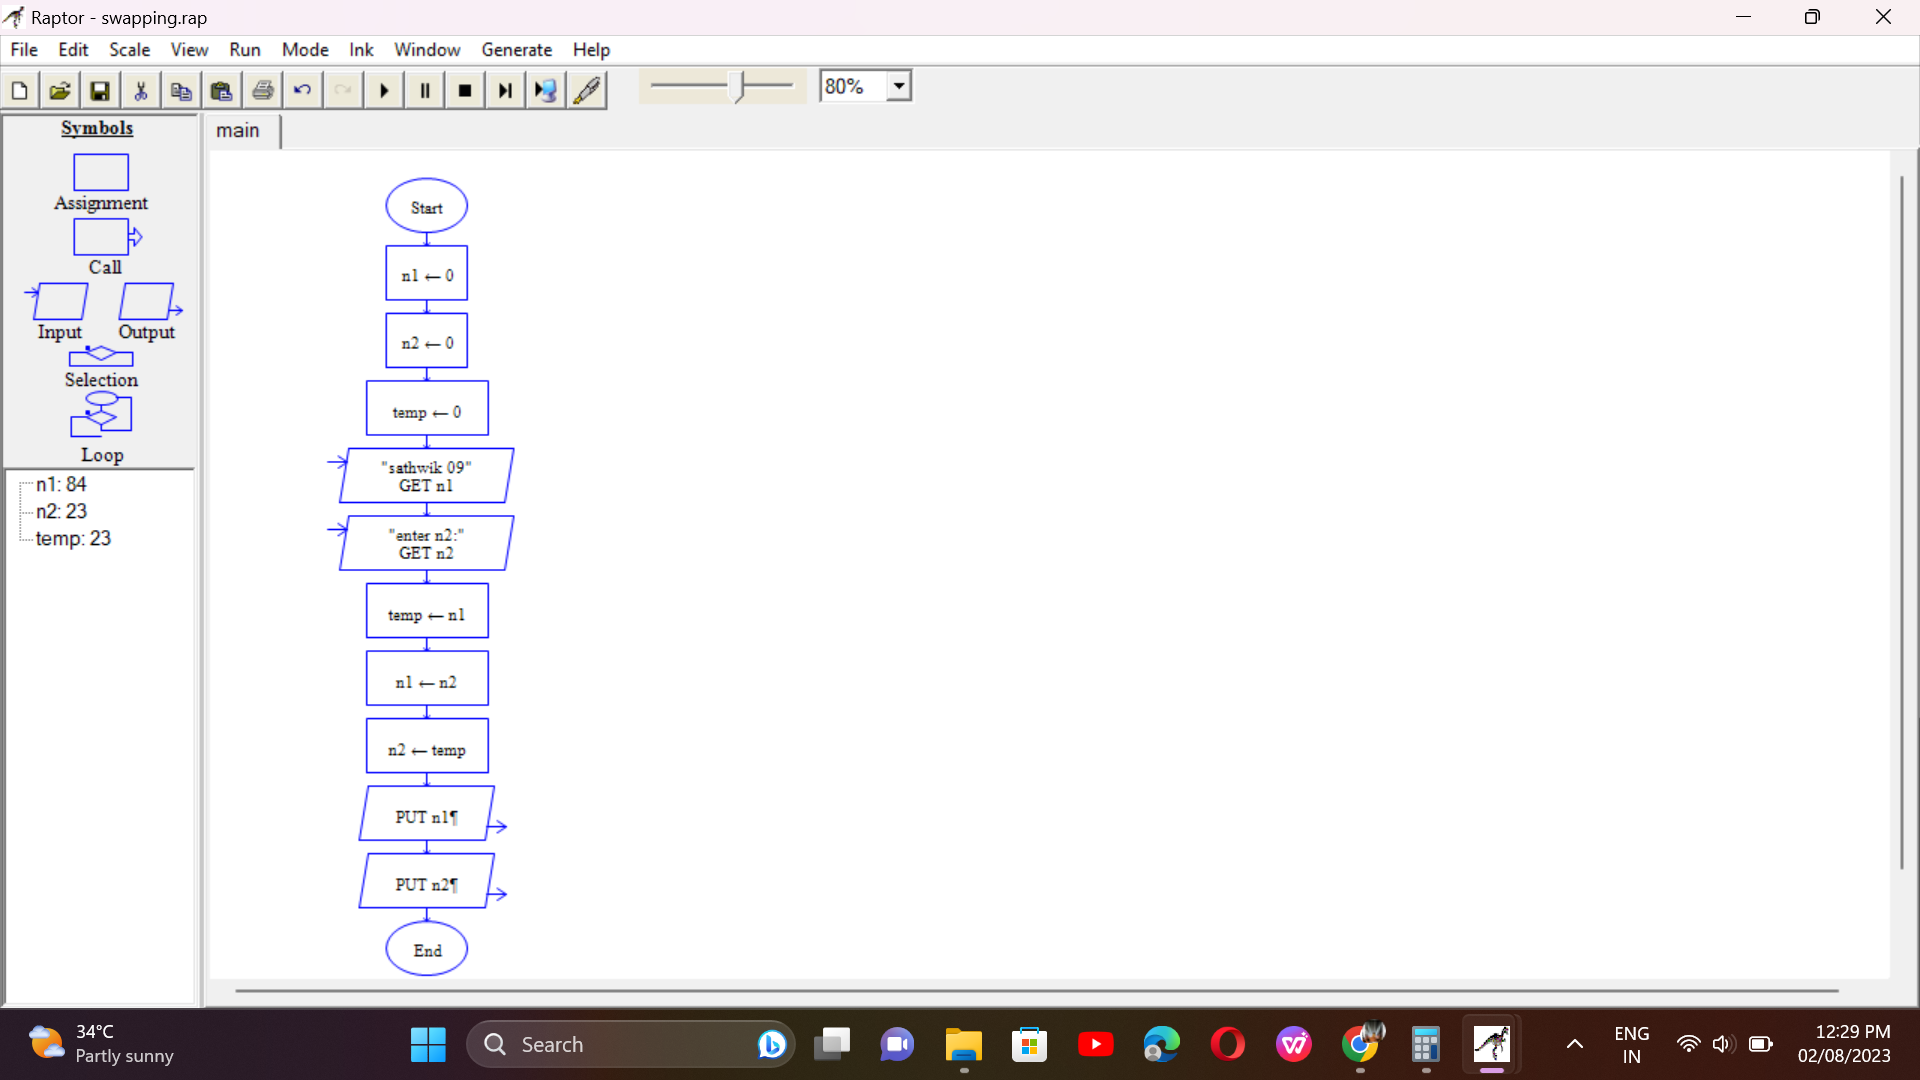 Raptor - swapping.rap
File Edit Scale View Run Mode Ink Window Generate Help
80%
Symbols
Assignment
Call
Input Output
Selection
Loop
n1: 84
n2: 23
temp: 23
main
Start
n1 ← 0
n2 ← 0
temp ← 0
"sathwik 09"
GET n1
"enter n2:"
GET n2
temp ← n1
n1 ← n2
n2 ← temp
PUT n1¶
PUT n2¶
End
34°C
Partly sunny
Search
ENG
IN
12:29 PM
02/08/2023